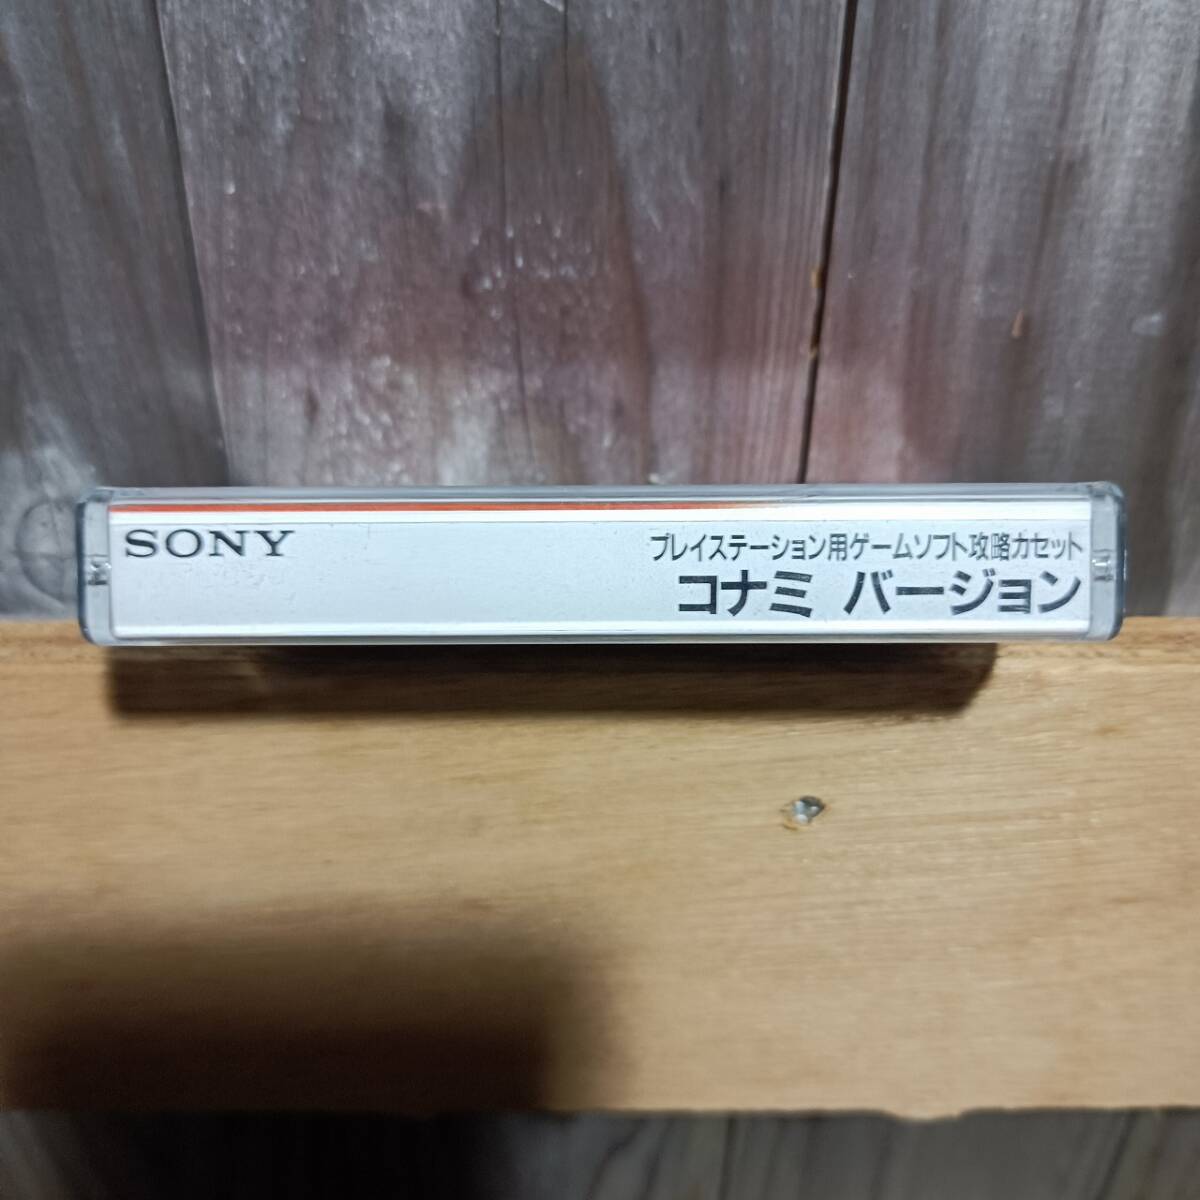 SONY
プレイステーション用ゲームソフト攻略カセット
コナミ バージョン